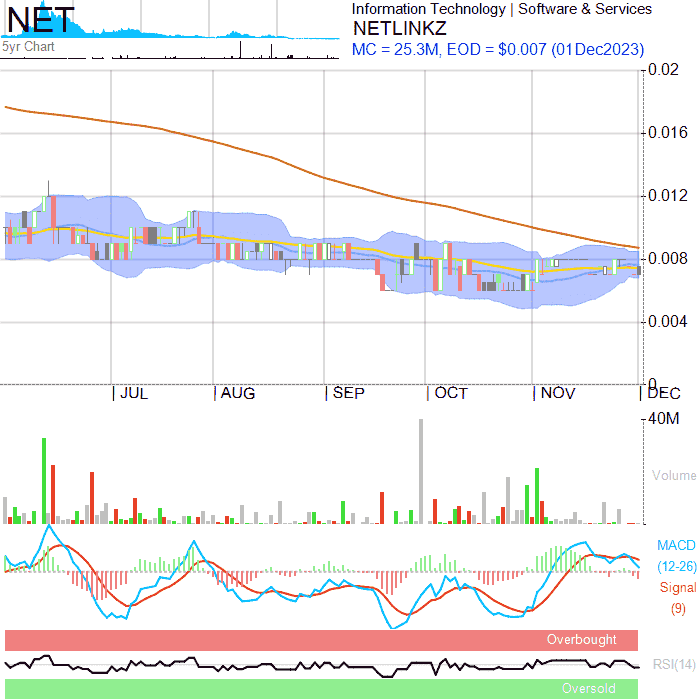 NET
Information Technology | Software & Services
NETLINKZ
5yr Chart
MC = 25.3M, EOD = $0.007 (01Dec2023)
0.02
0.016
0.012
0.008
0.004
0
| JUL | AUG | SEP | OCT | NOV | DEC
40M
Volume
MACD
(12-26)
Signal
(9)
Overbought
RSI(14)
Oversold